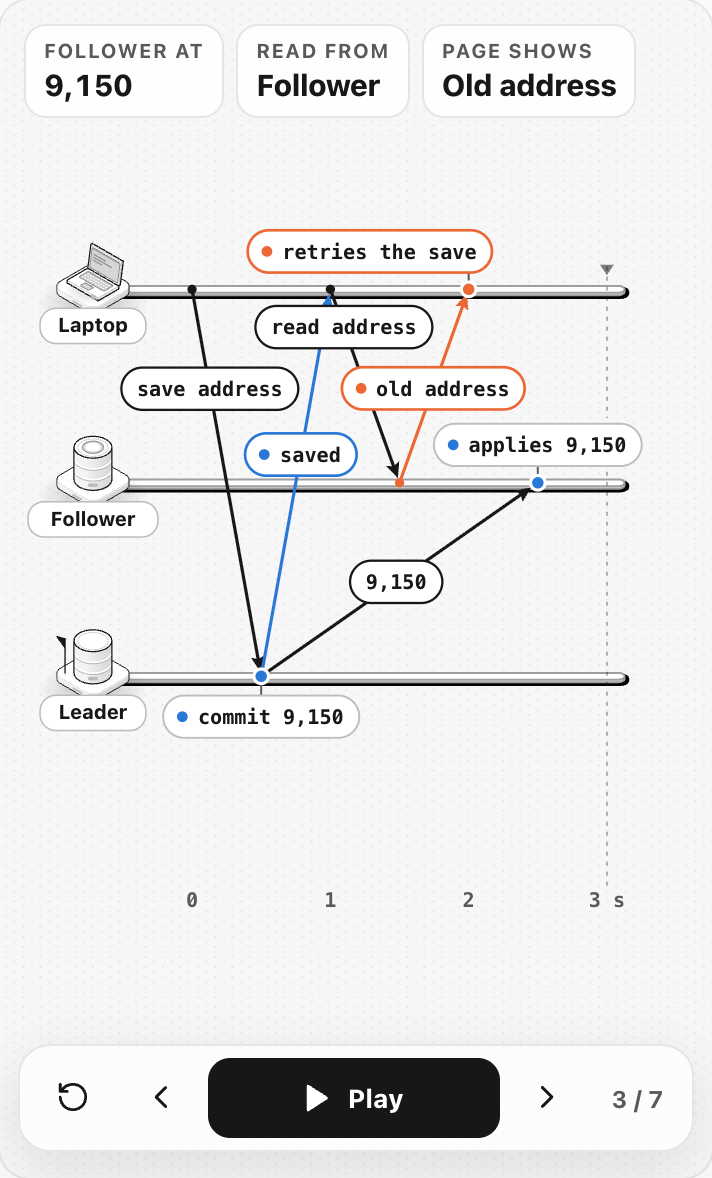 FOLLOWER AT
9,150
READ FROM
Follower
PAGE SHOWS
Old address
retries the save
Laptop
read address
save address
old address
applies 9,150
saved
Follower
9,150
Leader
commit 9,150
0
1
2
3 s
Play
3 / 7